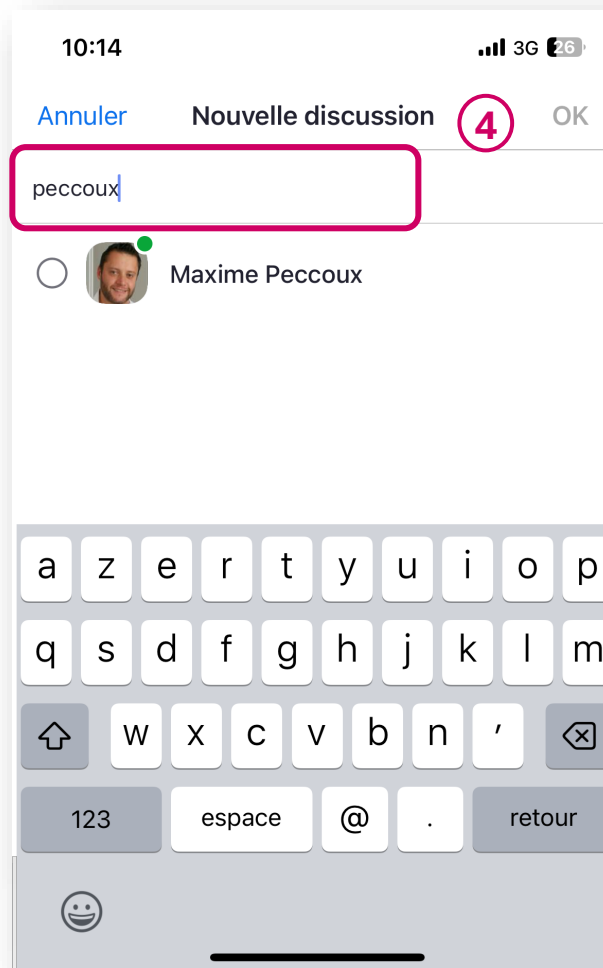 10:14 3G 26
Annuler Nouvelle discussion 4 OK
peccoux
Maxime Peccoux
a z e r t y u i o p
q s d f g h j k l m
w x c v b n ′
123 espace @ . retour